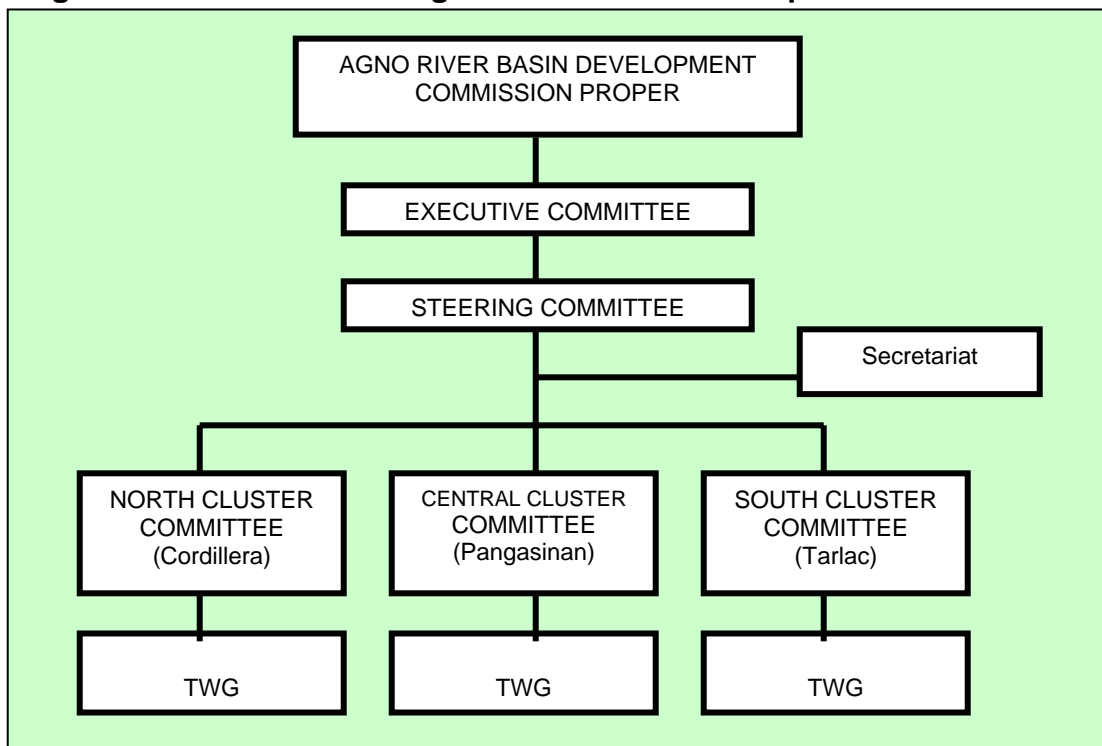 AGNO RIVER BASIN DEVELOPMENT
COMMISSION PROPER
EXECUTIVE COMMITTEE
STEERING COMMITTEE
Secretariat
NORTH CLUSTER
COMMITTEE
(Cordillera)
CENTRAL CLUSTER
COMMITTEE
(Pangasinan)
SOUTH CLUSTER
COMMITTEE
(Tarlac)
TWG
TWG
TWG